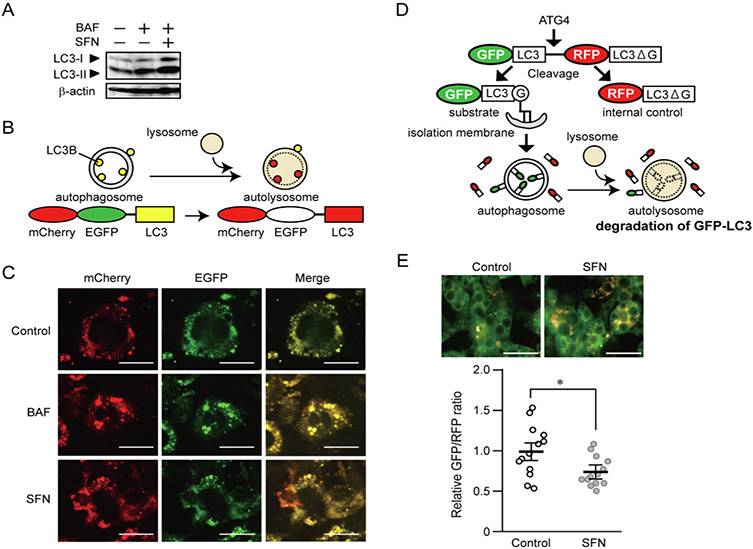 A
BAF − + +
SFN − − +
LC3-I
LC3-II
β-actin
B
LC3B
lysosome
autophagosome
autolysosome
mCherry EGFP LC3
mCherry EGFP LC3
C
mCherry EGFP Merge
Control
BAF
SFN
D
ATG4
GFP LC3 RFP LC3ΔG
Cleavage
GFP LC3 G RFP LC3ΔG
substrate internal control
isolation membrane
lysosome
autophagosome
autolysosome
degradation of GFP-LC3
E
Control SFN
Relative GFP/RFP ratio
2.0
1.5
1.0
0.5
0
*
Control SFN